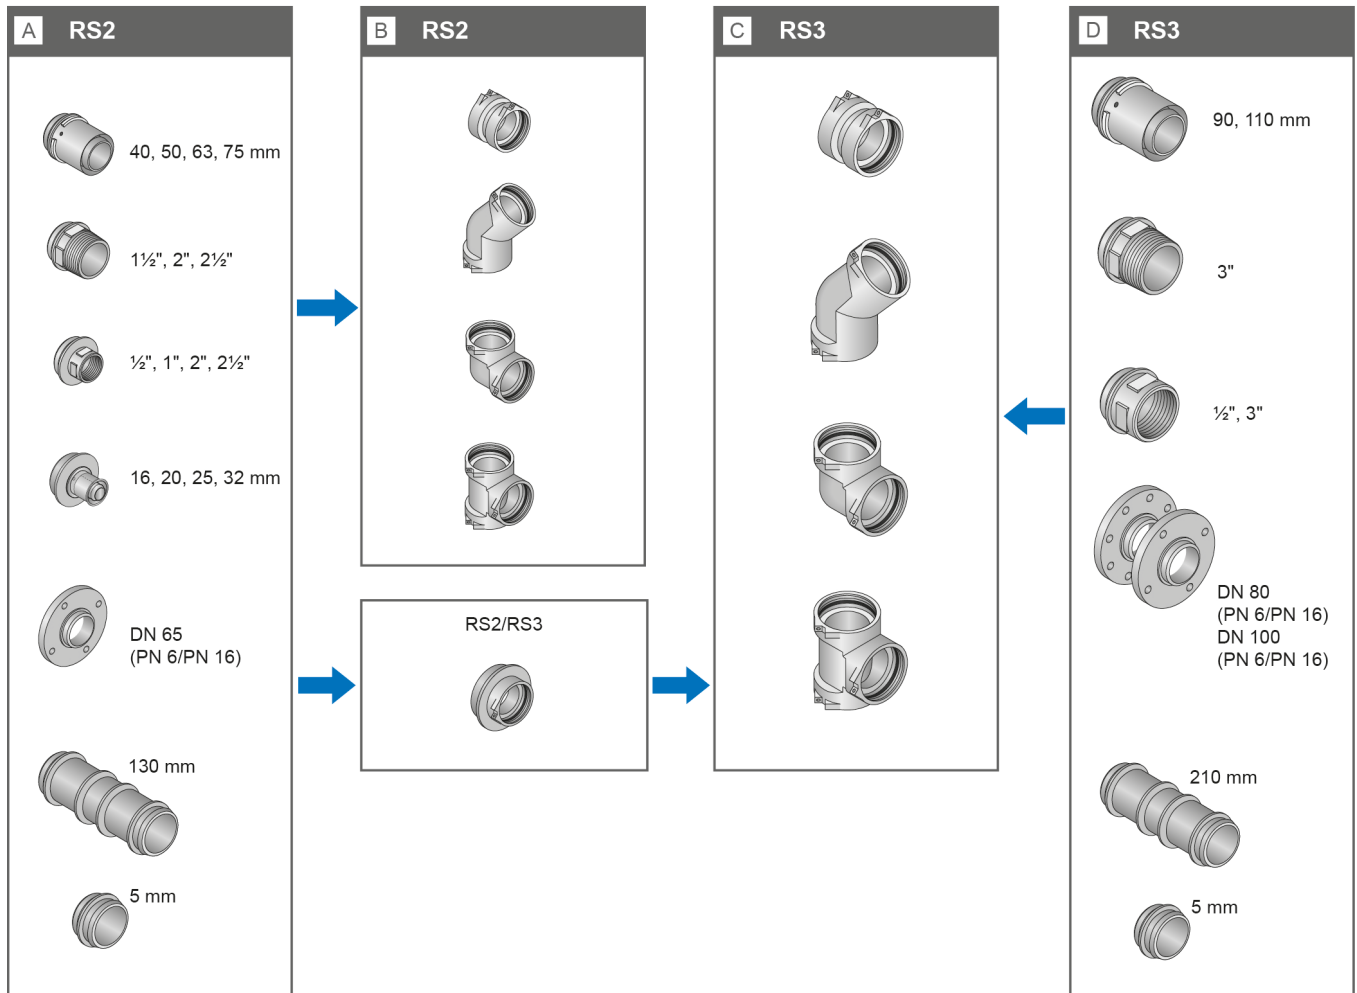 A RS2
40, 50, 63, 75 mm
1½", 2", 2½"
½", 1", 2", 2½"
16, 20, 25, 32 mm
DN 65
(PN 6/PN 16)
130 mm
5 mm
B RS2
RS2/RS3
C RS3
D RS3
90, 110 mm
3"
½", 3"
DN 80
(PN 6/PN 16)
DN 100
(PN 6/PN 16)
210 mm
5 mm